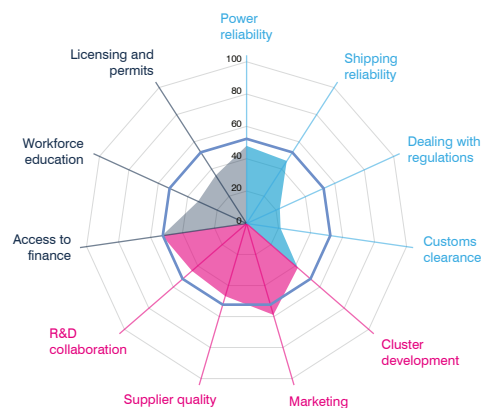 Power
reliability
Licensing and
permits
Shipping
reliability
100
80
60
40
20
0
Workforce
education
Dealing with
regulations
Access to
finance
Customs
clearance
R&D
collaboration
Cluster
development
Supplier quality
Marketing